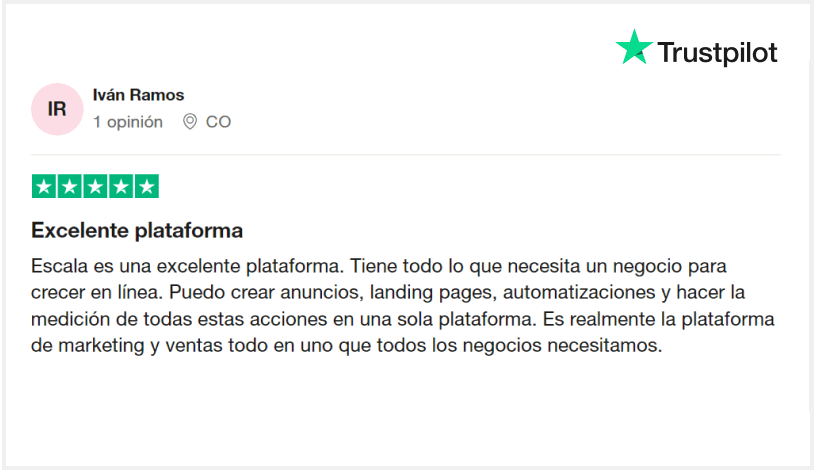 Trustpilot
IR
Iván Ramos
1 opinión CO
Excelente plataforma
Escala es una excelente plataforma. Tiene todo lo que necesita un negocio para
crecer en línea. Puedo crear anuncios, landing pages, automatizaciones y hacer la
medición de todas estas acciones en una sola plataforma. Es realmente la plataforma
de marketing y ventas todo en uno que todos los negocios necesitamos.